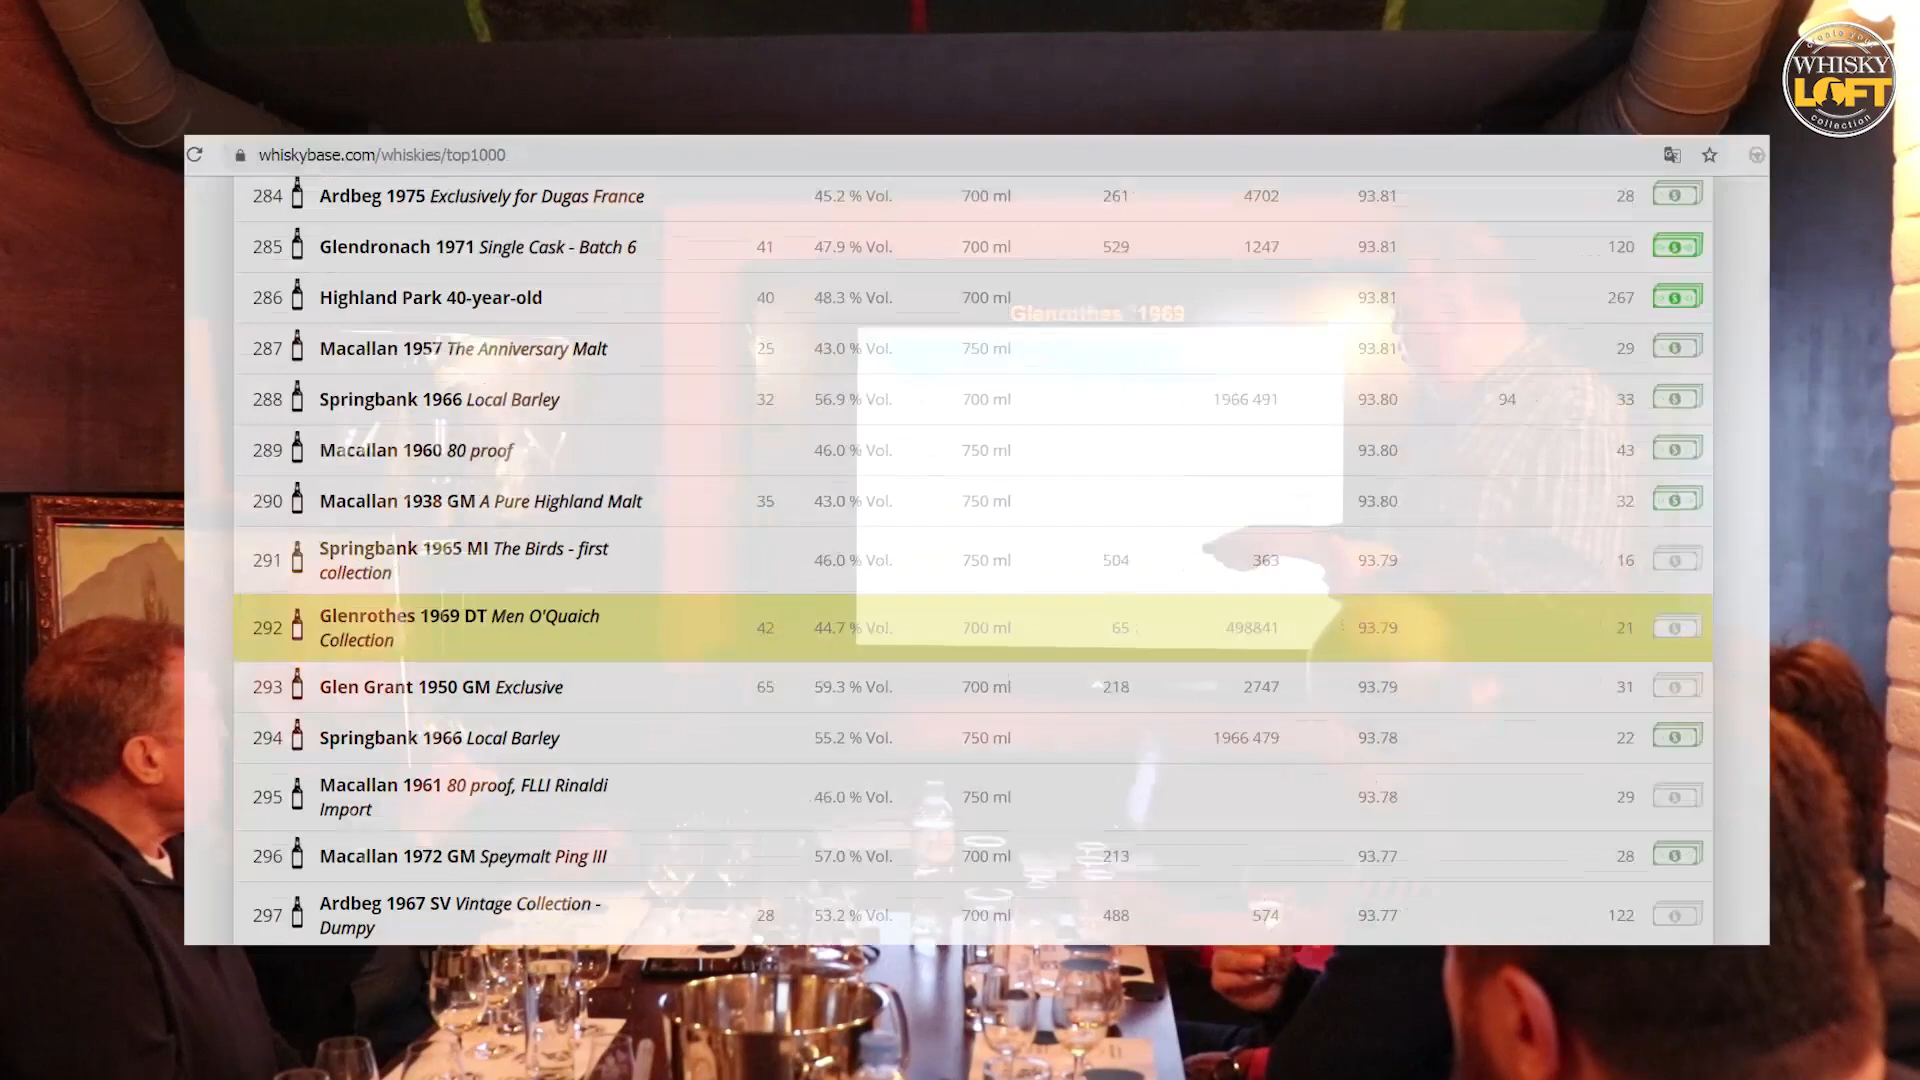 create your
WHISKY
LOFT
collection
whiskybase.com/whiskies/top1000
284 Ardbeg 1975 Exclusively for Dugas France 45.2 % Vol. 700 ml 261 4702 93.81 28
285 Glendronach 1971 Single Cask - Batch 6 41 47.9 % Vol. 700 ml 529 1247 93.81 120
286 Highland Park 40-year-old 40 48.3 % Vol. 700 ml 93.81 267
Glenrothes 1969
287 Macallan 1957 The Anniversary Malt 25 43.0 % Vol. 750 ml 93.81 29
288 Springbank 1966 Local Barley 32 56.9 % Vol. 700 ml 1966 491 93.80 94 33
289 Macallan 1960 80 proof 46.0 % Vol. 750 ml 93.80 43
290 Macallan 1938 GM A Pure Highland Malt 35 43.0 % Vol. 750 ml 93.80 32
291 Springbank 1965 MI The Birds - first
collection 46.0 % Vol. 750 ml 504 363 93.79 16
292 Glenrothes 1969 DT Men O'Quaich
Collection 42 44.7 % Vol. 700 ml 65 498841 93.79 21
293 Glen Grant 1950 GM Exclusive 65 59.3 % Vol. 700 ml 218 2747 93.79 31
294 Springbank 1966 Local Barley 55.2 % Vol. 750 ml 1966 479 93.78 22
295 Macallan 1961 80 proof, FLLI Rinaldi
Import 46.0 % Vol. 750 ml 93.78 29
296 Macallan 1972 GM Speymalt Ping III 57.0 % Vol. 700 ml 213 93.77 28
297 Ardbeg 1967 SV Vintage Collection -
Dumpy 28 53.2 % Vol. 700 ml 488 574 93.77 122